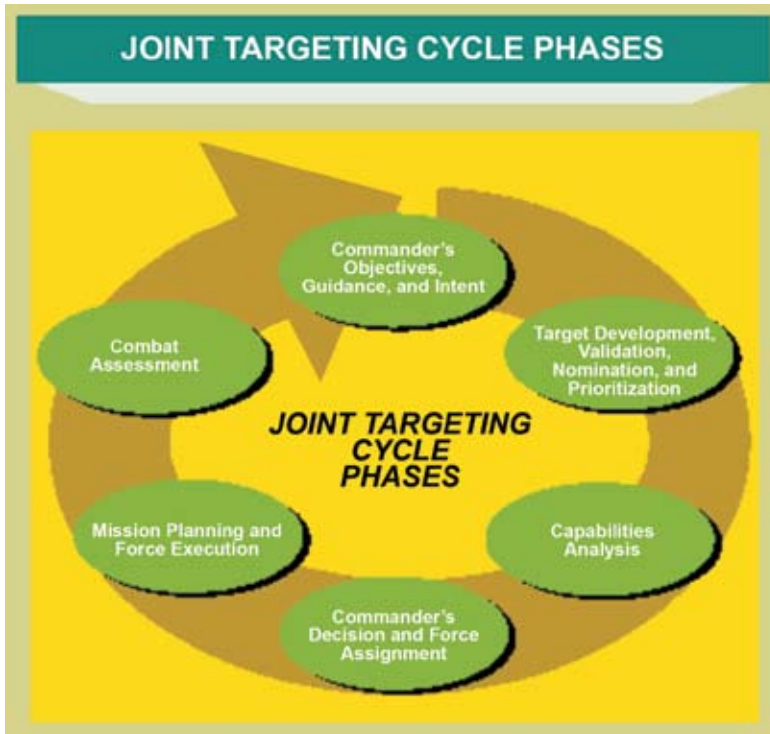 JOINT TARGETING CYCLE PHASES
Commander's
Objectives,
Guidance, and Intent
Target Development,
Validation,
Nomination, and
Prioritization
Capabilities
Analysis
Commander's
Decision and Force
Assignment
Mission Planning and
Force Execution
Combat
Assessment
JOINT TARGETING
CYCLE
PHASES